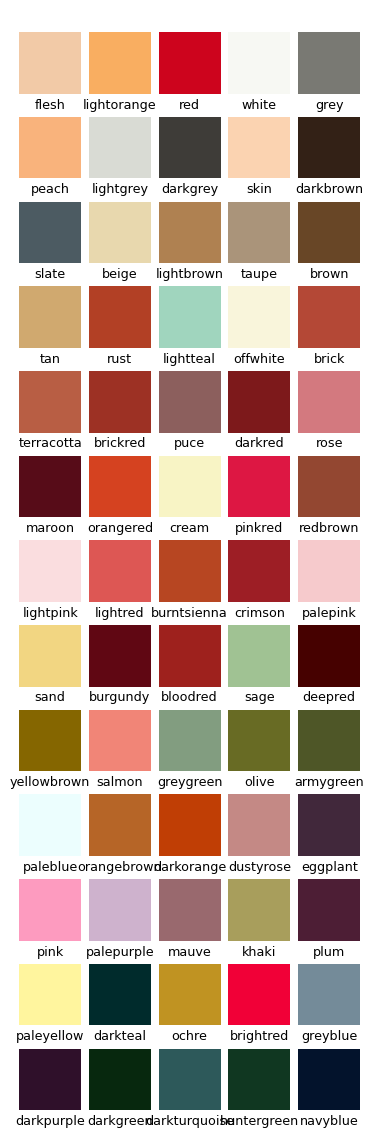 flesh lightorange red white grey
peach lightgrey darkgrey skin darkbrown
slate beige lightbrown taupe brown
tan rust lightteal offwhite brick
terracotta brickred puce darkred rose
maroon orangered cream pinkred redbrown
lightpink lightred burntsienna crimson palepink
sand burgundy bloodred sage deepred
yellowbrown salmon greygreen olive armygreen
paleblue orangebrown darkorange dustyrose eggplant
pink palepurple mauve khaki plum
paleyellow darkteal ochre brightred greyblue
darkpurple darkgreen darkturquoise huntergreen navyblue